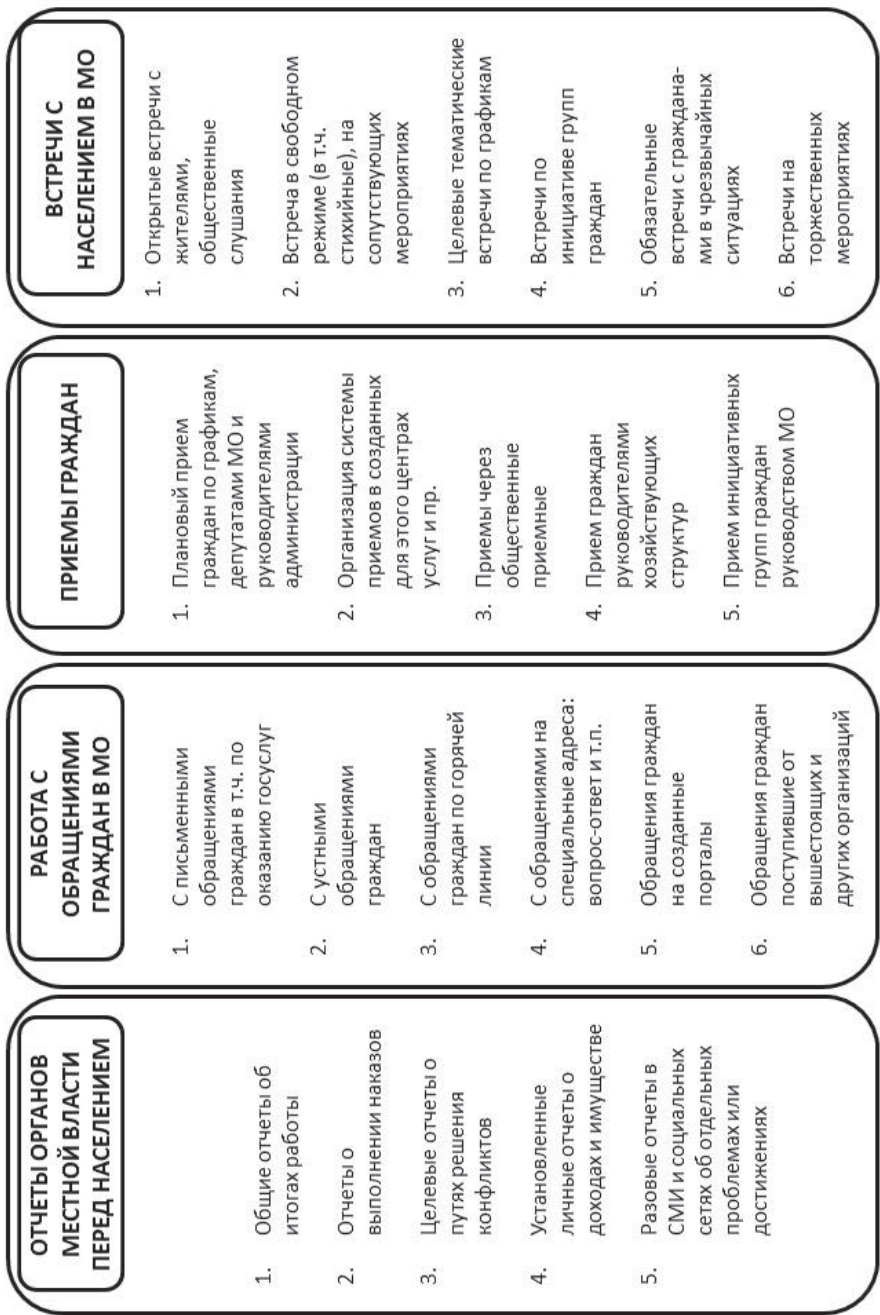 ОТЧЕТЫ ОРГАНОВ
МЕСТНОЙ ВЛАСТИ
ПЕРЕД НАСЕЛЕНИЕМ
1. Общие отчеты об
итогах работы
2. Отчеты о
выполнении наказов
3. Целевые отчеты о
путях решения
конфликтов
4. Установленные
личные отчеты о
доходах и имуществе
5. Разовые отчеты в
СМИ и социальных
сетях об отдельных
проблемах или
достижениях
РАБОТА С
ОБРАЩЕНИЯМИ
ГРАЖДАН В МО
1. С письменными
обращениями
граждан в т.ч. по
оказанию госуслуг
2. С устными
обращениями
граждан
3. С обращениями
граждан по горячей
линии
4. С обращениями на
специальные адреса:
вопрос-ответ и т.п.
5. Обращения граждан
на созданные
порталы
6. Обращения граждан
поступившие от
вышестоящих и
других организаций
ПРИЕМЫ ГРАЖДАН
1. Плановый прием
граждан по графикам,
депутатами МО и
руководителями
администрации
2. Организация системы
приемов в созданных
для этого центрах
услуг и пр.
3. Приемы через
общественные
приемные
4. Прием граждан
руководителями
хозяйствующих
структур
5. Прием инициативных
групп граждан
руководством МО
ВСТРЕЧИ С
НАСЕЛЕНИЕМ В МО
1. Открытые встречи с
жителями,
общественные
слушания
2. Встреча в свободном
режиме (в т.ч.
стихийные), на
сопутствующих
мероприятиях
3. Целевые тематические
встречи по графикам
4. Встречи по
инициативе групп
граждан
5. Обязательные
встречи с граждана-
ми в чрезвычайных
ситуациях
6. Встречи на
торжественных
мероприятиях